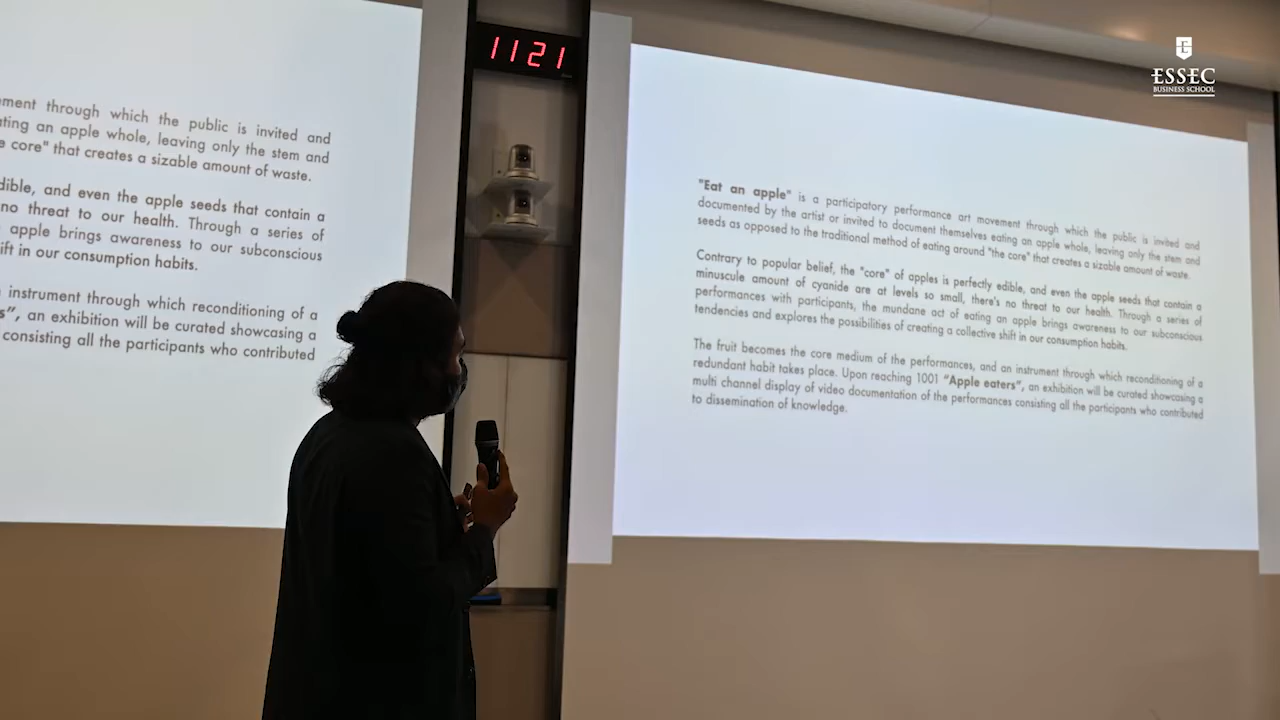 ment through which the public is invited and
ting an apple whole, leaving only the stem and
e core" that creates a sizable amount of waste.
dible, and even the apple seeds that contain a
no threat to our health. Through a series of
apple brings awareness to our subconscious
ift in our consumption habits.
instrument through which reconditioning of a
s”, an exhibition will be curated showcasing a
consisting all the participants who contributed
1121
ESSEC
BUSINESS SCHOOL
"Eat an apple" is a participatory performance art movement through which the public is invited and
documented by the artist or invited to document themselves eating an apple whole, leaving only the stem and
seeds as opposed to the traditional method of eating around "the core" that creates a sizable amount of waste.
Contrary to popular belief, the "core" of apples is perfectly edible, and even the apple seeds that contain a
minuscule amount of cyanide are at levels so small, there's no threat to our health. Through a series of
performances with participants, the mundane act of eating an apple brings awareness to our subconscious
tendencies and explores the possibilities of creating a collective shift in our consumption habits.
The fruit becomes the core medium of the performances, and an instrument through which reconditioning of a
redundant habit takes place. Upon reaching 1001 “Apple eaters”, an exhibition will be curated showcasing a
multi channel display of video documentation of the performances consisting all the participants who contributed
to dissemination of knowledge.